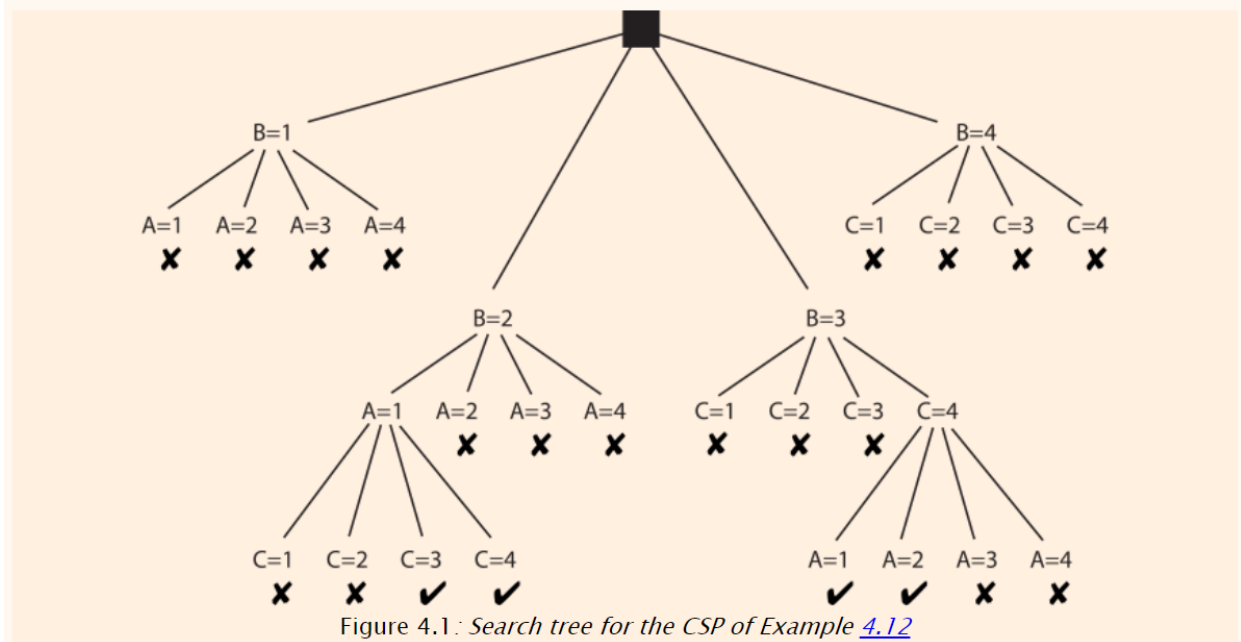 B=1 B=4
A=1 A=2 A=3 A=4 C=1 C=2 C=3 C=4
✘ ✘ ✘ ✘ ✘ ✘ ✘ ✘
B=2 B=3
A=1 A=2 A=3 A=4 C=1 C=2 C=3 C=4
✘ ✘ ✘ ✘ ✘ ✘
C=1 C=2 C=3 C=4 A=1 A=2 A=3 A=4
✘ ✘ ✔ ✔ ✔ ✔ ✘ ✘
Figure 4.1: Search tree for the CSP of Example 4.12